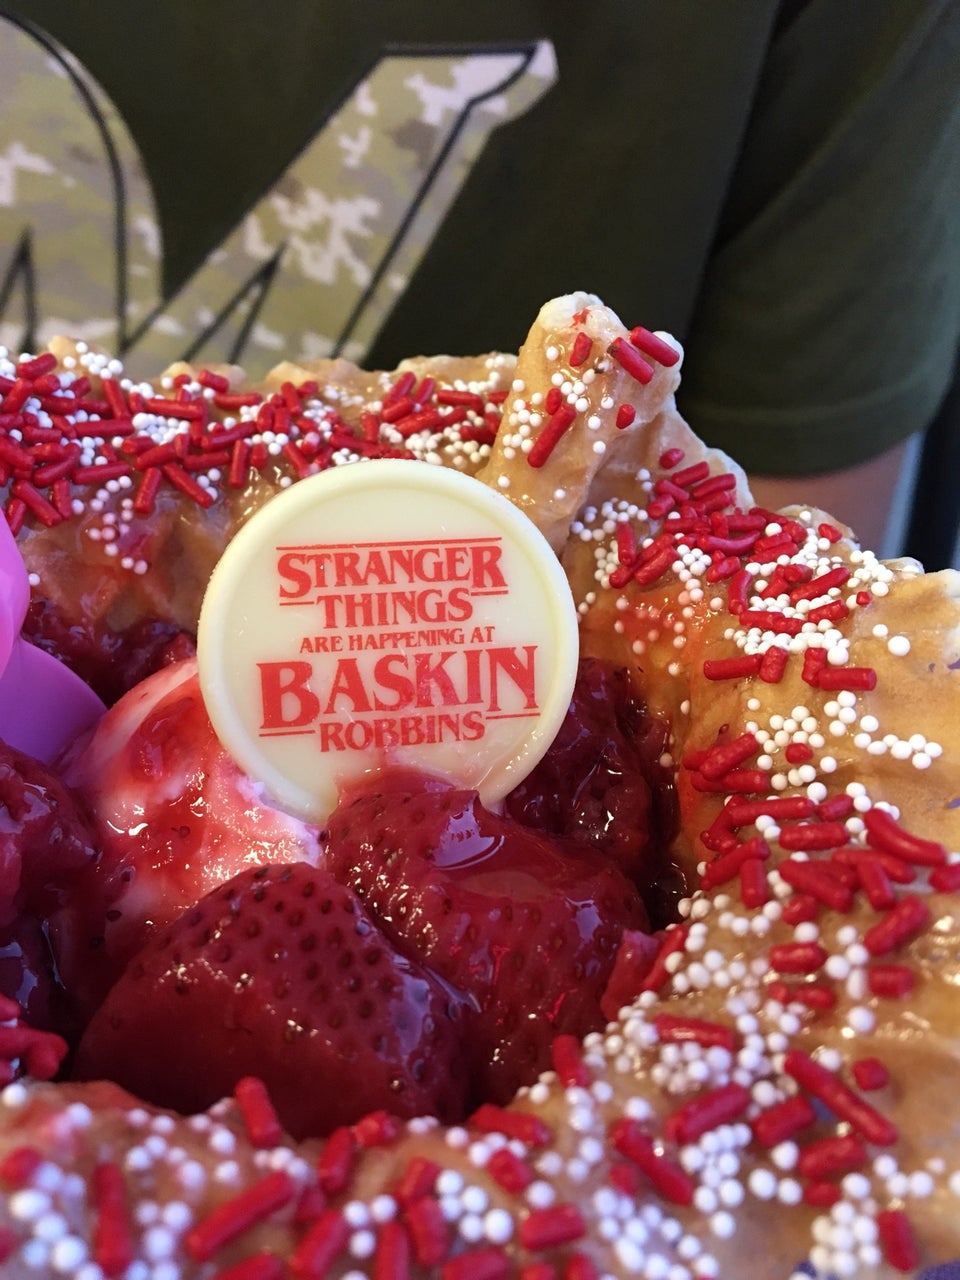 STRANGER
THINGS
ARE HAPPENING AT
BASKIN
ROBBINS